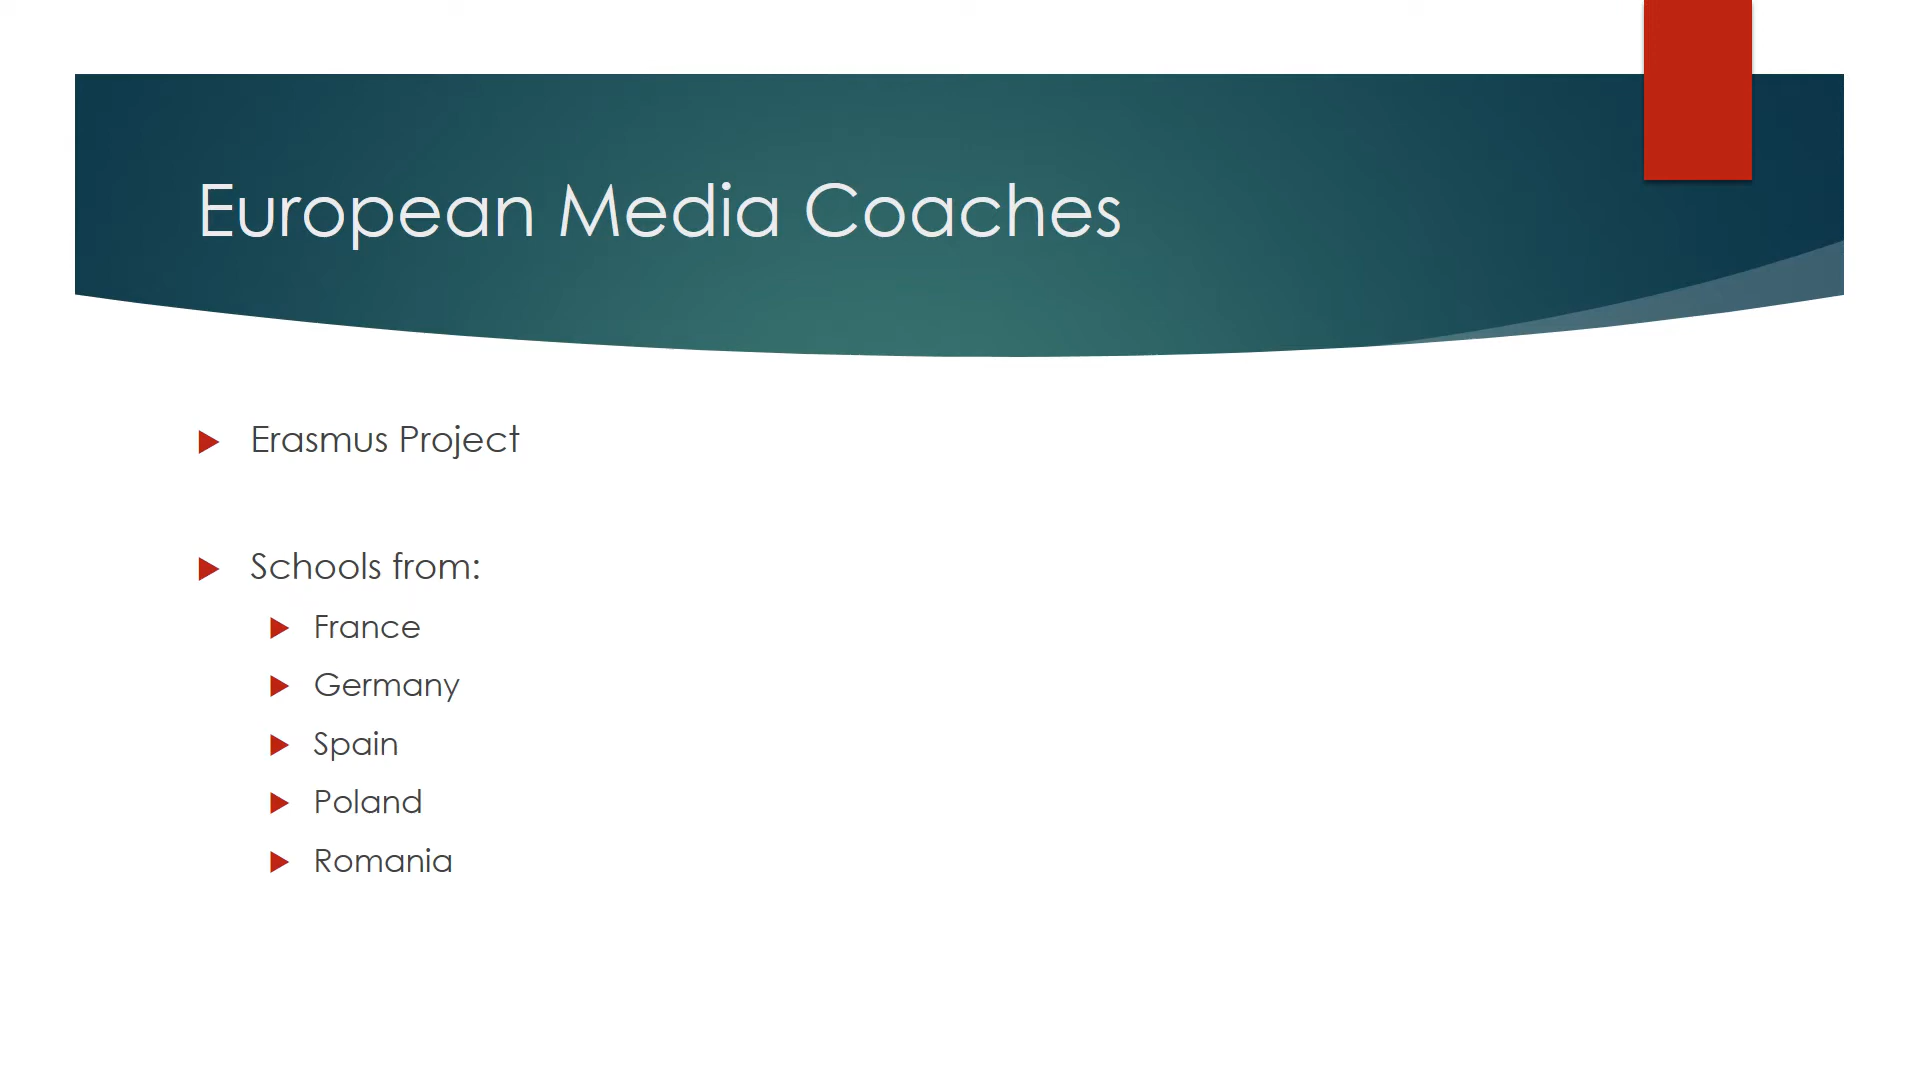 European Media Coaches
Erasmus Project
Schools from:
France
Germany
Spain
Poland
Romania